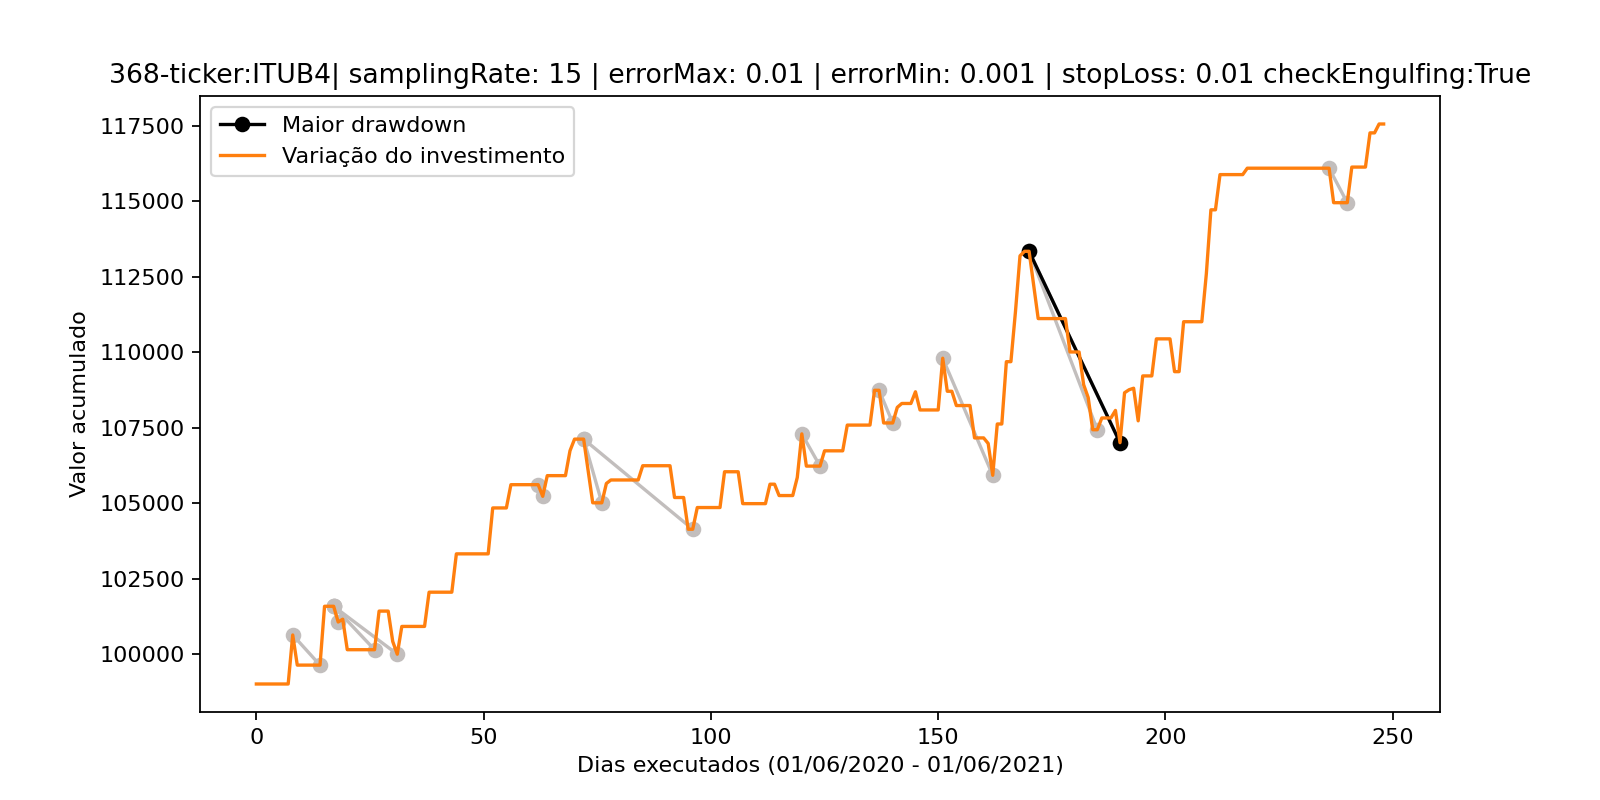 368-ticker:ITUB4| samplingRate: 15 | errorMax: 0.01 | errorMin: 0.001 | stopLoss: 0.01 checkEngulfing:True
Maior drawdown
Variação do investimento
117500
115000
112500
110000
107500
105000
102500
100000
Valor acumulado
0 50 100 150 200 250
Dias executados (01/06/2020 - 01/06/2021)